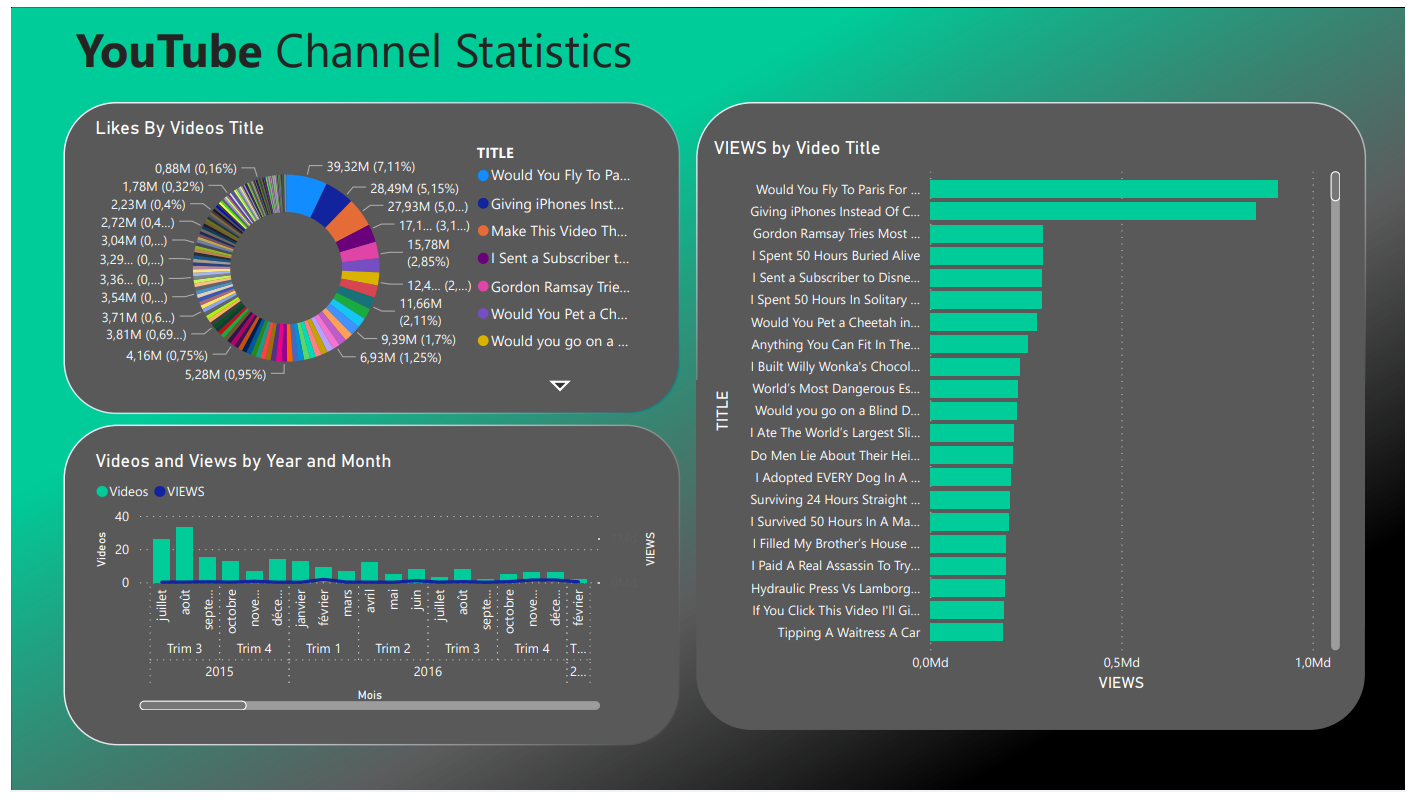 YouTube Channel Statistics
Likes By Videos Title
0,88M (0,16%)
1,78M (0,32%)
2,23M (0,4%)
2,72M (0,4...)
3,04M (0,...)
3,29... (0,...)
3,36... (0,...)
3,54M (0,...)
3,71M (0,6...)
3,81M (0,69...)
4,16M (0,75%)
5,28M (0,95%)
39,32M (7,11%)
28,49M (5,15%)
27,93M (5,0...)
17,1... (3,1...)
15,78M
(2,85%)
12,4... (2,...)
11,66M
(2,11%)
9,39M (1,7%)
6,93M (1,25%)
TITLE
Would You Fly To Pa...
Giving iPhones Inst...
Make This Video Th...
I Sent a Subscriber t...
Gordon Ramsay Trie...
Would You Pet a Ch...
Would you go on a ...
Videos and Views by Year and Month
Videos VIEWS
Videos
40
20
0
VIEWS
juillet
août
septe...
octobre
nove...
déce...
janvier
février
mars
avril
mai
juin
juillet
août
septe...
octobre
nove...
déce...
février
Trim 3 Trim 4 Trim 1 Trim 2 Trim 3 Trim 4 T...
2015 2016 2...
Mois
VIEWS by Video Title
TITLE
Would You Fly To Paris For ...
Giving iPhones Instead Of C...
Gordon Ramsay Tries Most ...
I Spent 50 Hours Buried Alive
I Sent a Subscriber to Disne...
I Spent 50 Hours In Solitary ...
Would You Pet a Cheetah in...
Anything You Can Fit In The...
I Built Willy Wonka's Chocol...
World's Most Dangerous Es...
Would you go on a Blind D...
I Ate The World's Largest Sli...
Do Men Lie About Their Hei...
I Adopted EVERY Dog In A ...
Surviving 24 Hours Straight ...
I Survived 50 Hours In A Ma...
I Filled My Brother's House ...
I Paid A Real Assassin To Try...
Hydraulic Press Vs Lamborg...
If You Click This Video I'll Gi...
Tipping A Waitress A Car
0,0Md 0,5Md 1,0Md
VIEWS